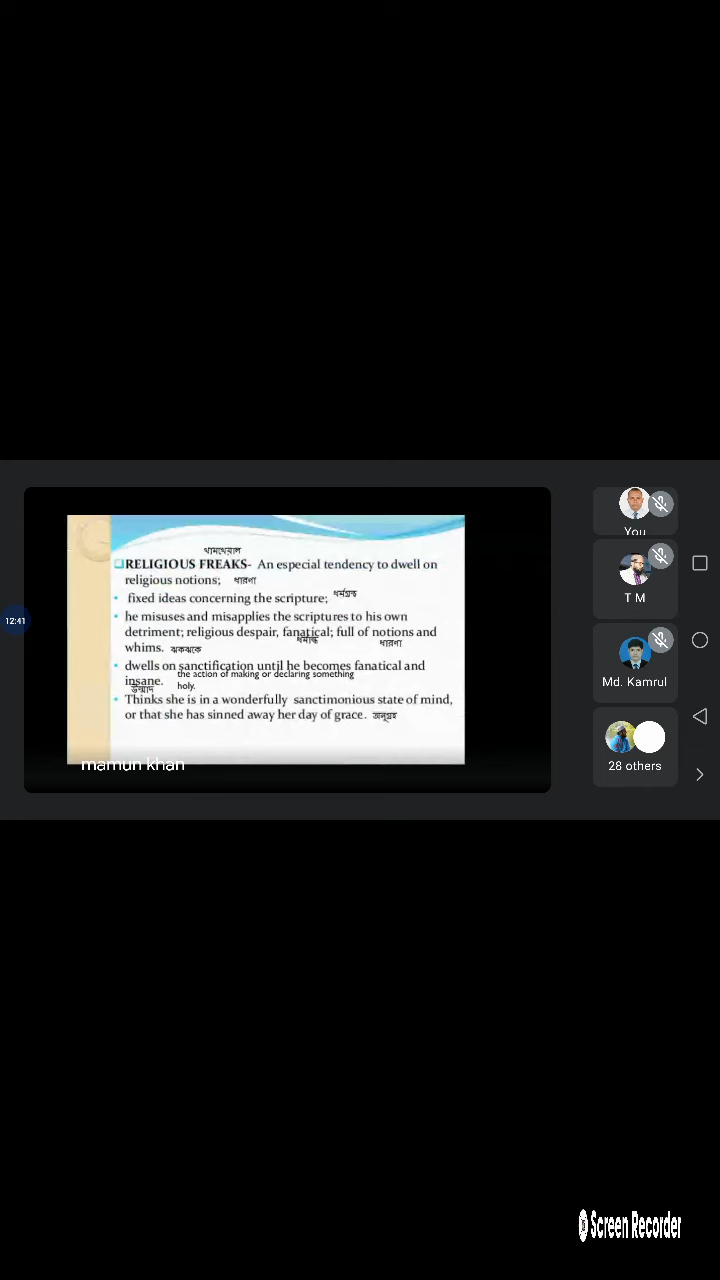 খামখেয়াল
RELIGIOUS FREAKS- An especial tendency to dwell on
religious notions; ধারণা
fixed ideas concerning the scripture; ধর্মগ্রন্থ
he misuses and misapplies the scriptures to his own
detriment; religious despair, fanatical; full of notions and
ধর্মান্ধ ধারণা
whims. ঝকঝকে
dwells on sanctification until he becomes fanatical and
insane. the action of making or declaring something
holy.
উন্মাদ
Thinks she is in a wonderfully sanctimonious state of mind,
or that she has sinned away her day of grace. অনুগ্রহ
mamun khan
12:41
You
T M
Md. Kamrul
28 others
Screen Recorder